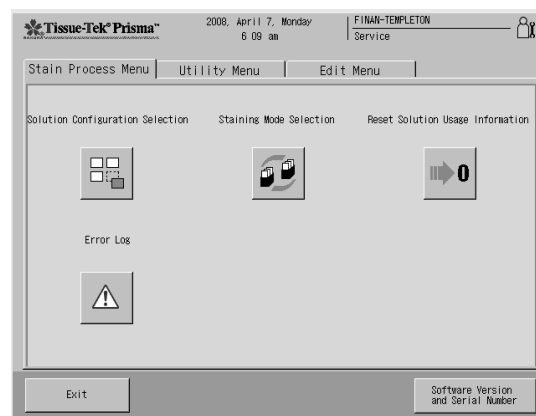 Tissue-Tek® Prisma™
2008, April 7, Monday
6 09 am
FINAN-TEMPLETON
Service
Stain Process Menu
Utility Menu
Edit Menu
Solution Configuration Selection
Staining Mode Selection
Reset Solution Usage Information
0
Error Log
Exit
Software Version
and Serial Number